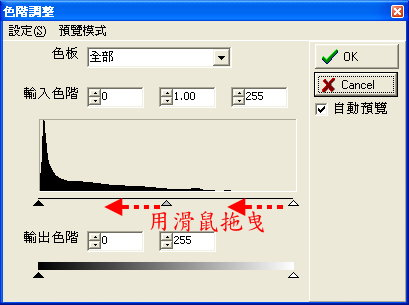 色階調整
設定(S) 預覽模式
色板 全部
OK
Cancel
自動預覽
輸入色階 0 1.00 255
用滑鼠拖曳
輸出色階 0 255